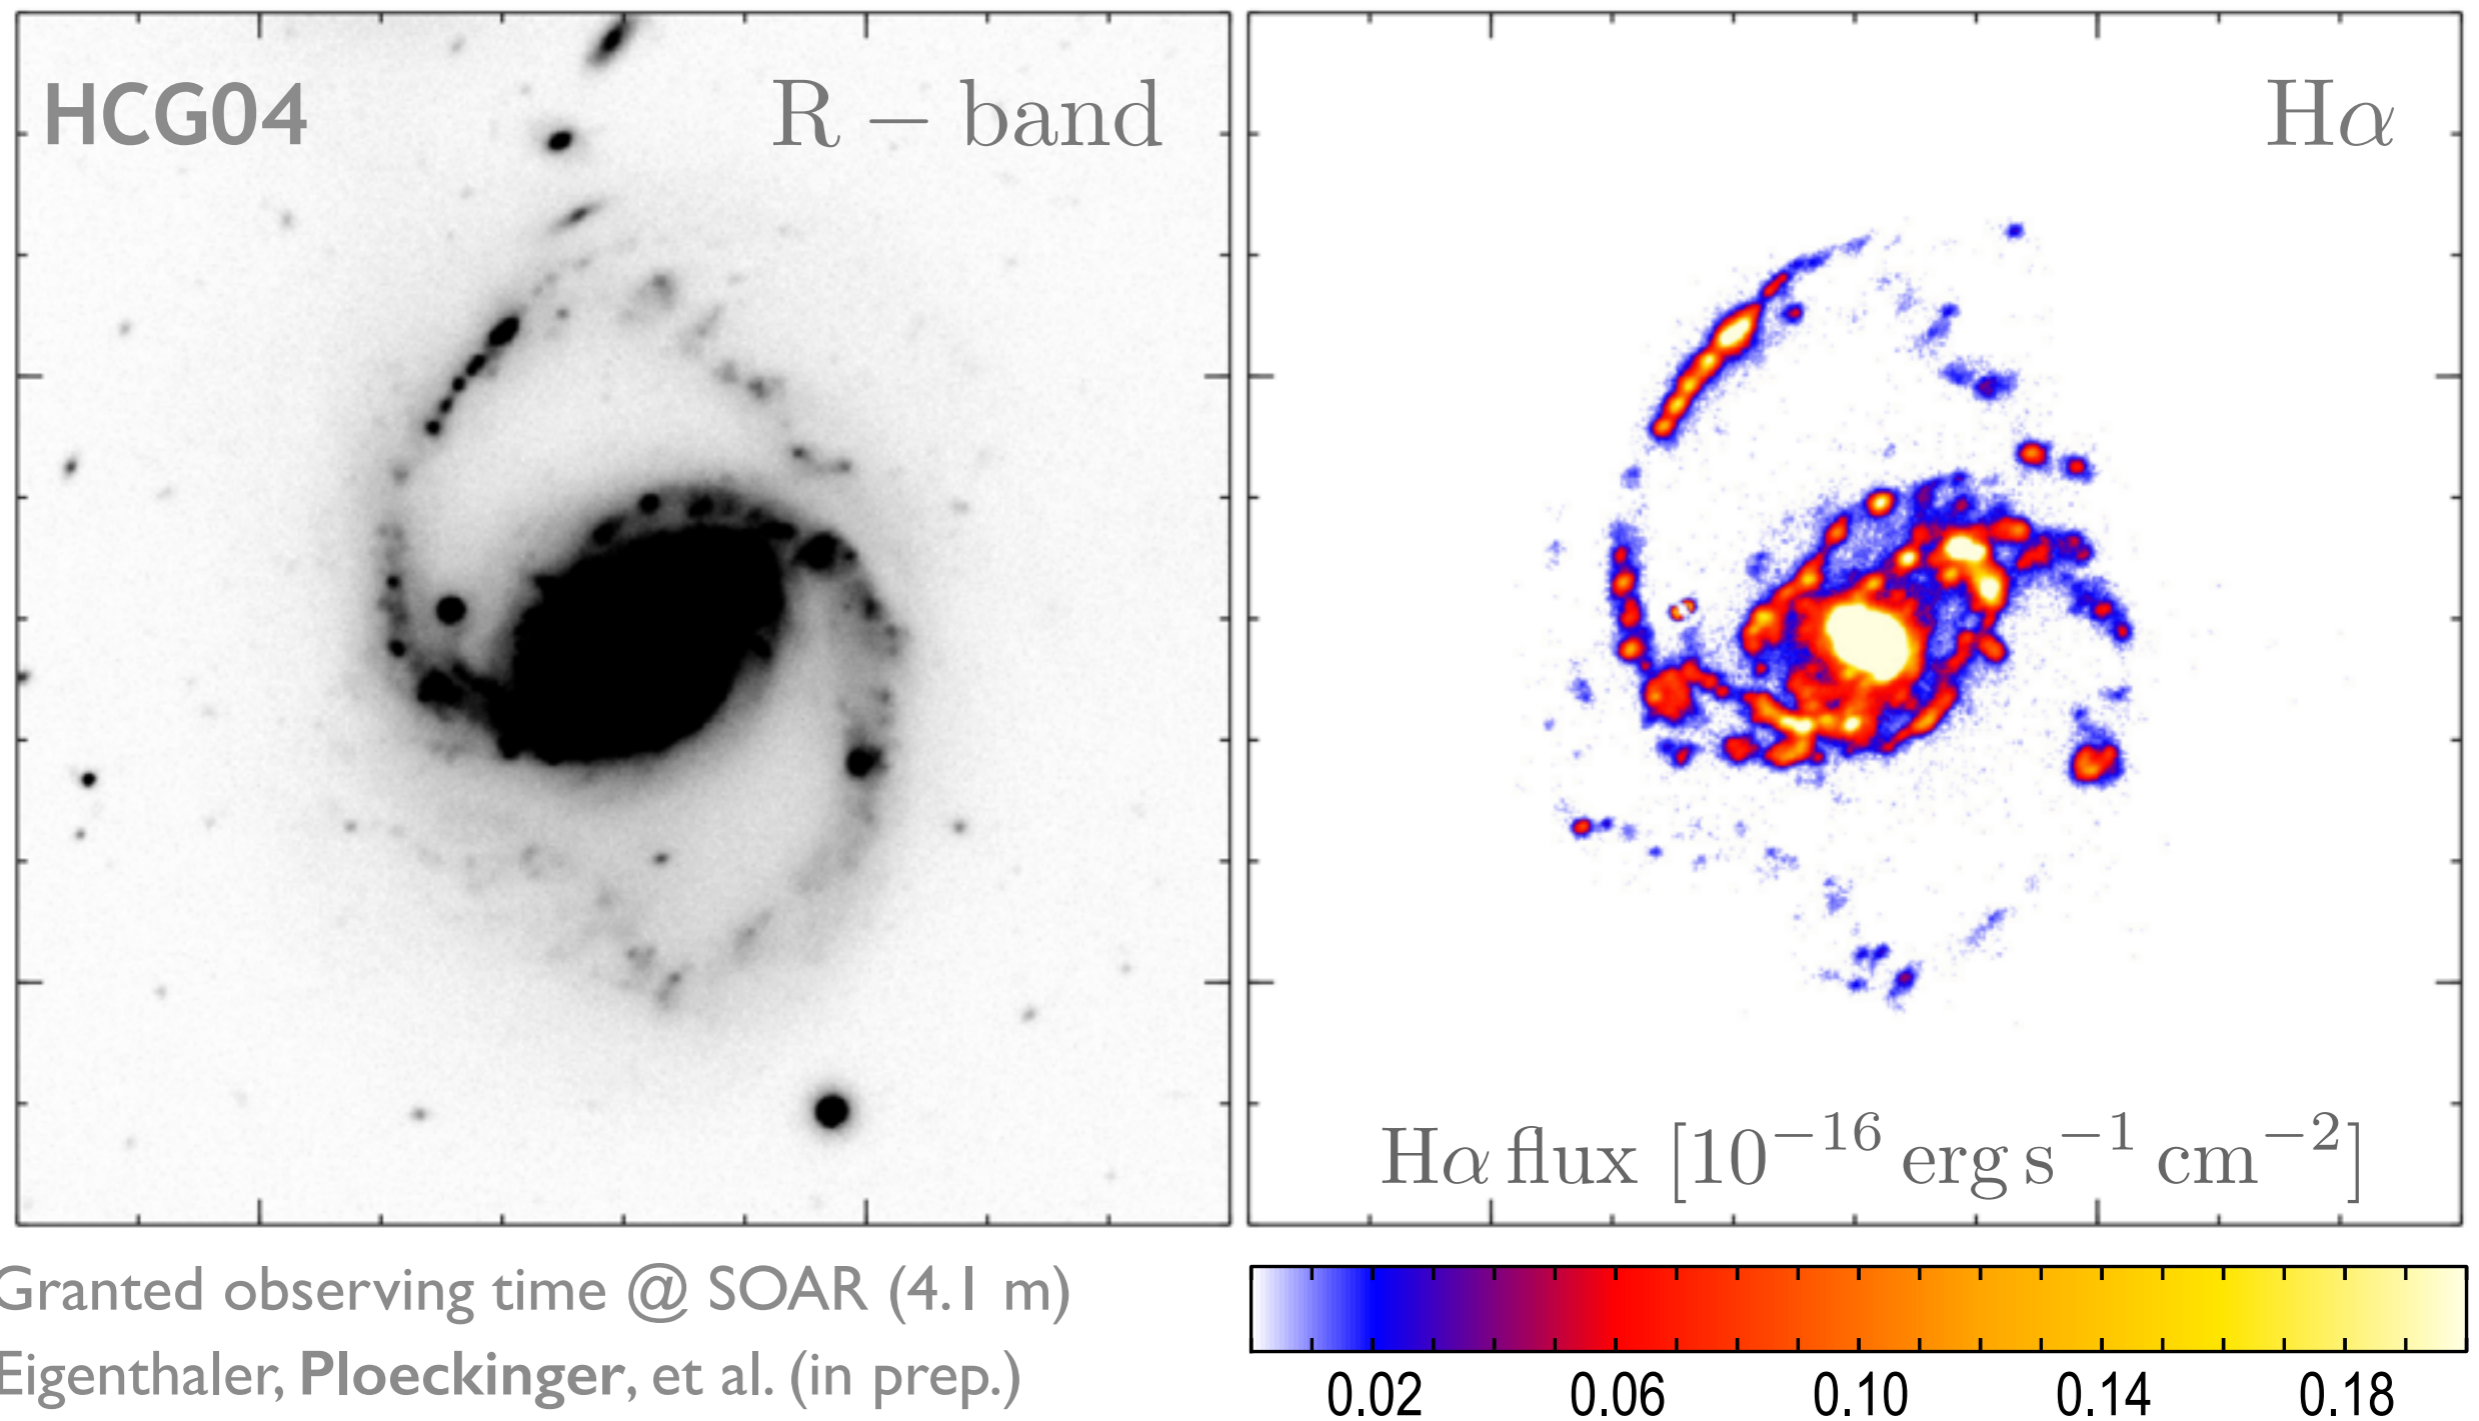 HCG04
R − band
Hα
Hα flux [10⁻¹⁶ erg s⁻¹ cm⁻²]
Granted observing time @ SOAR (4.1 m)
Eigenthaler, Ploeckinger, et al. (in prep.)
0.02 0.06 0.10 0.14 0.18